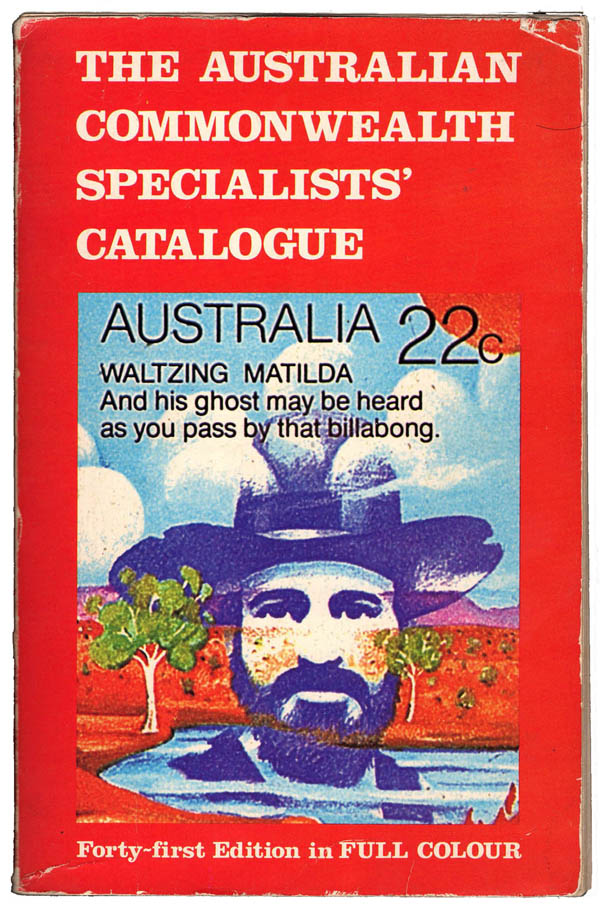 THE AUSTRALIAN
COMMONWEALTH
SPECIALISTS’
CATALOGUE
AUSTRALIA 22c
WALTZING MATILDA
And his ghost may be heard
as you pass by that billabong.
Forty-first Edition in FULL COLOUR